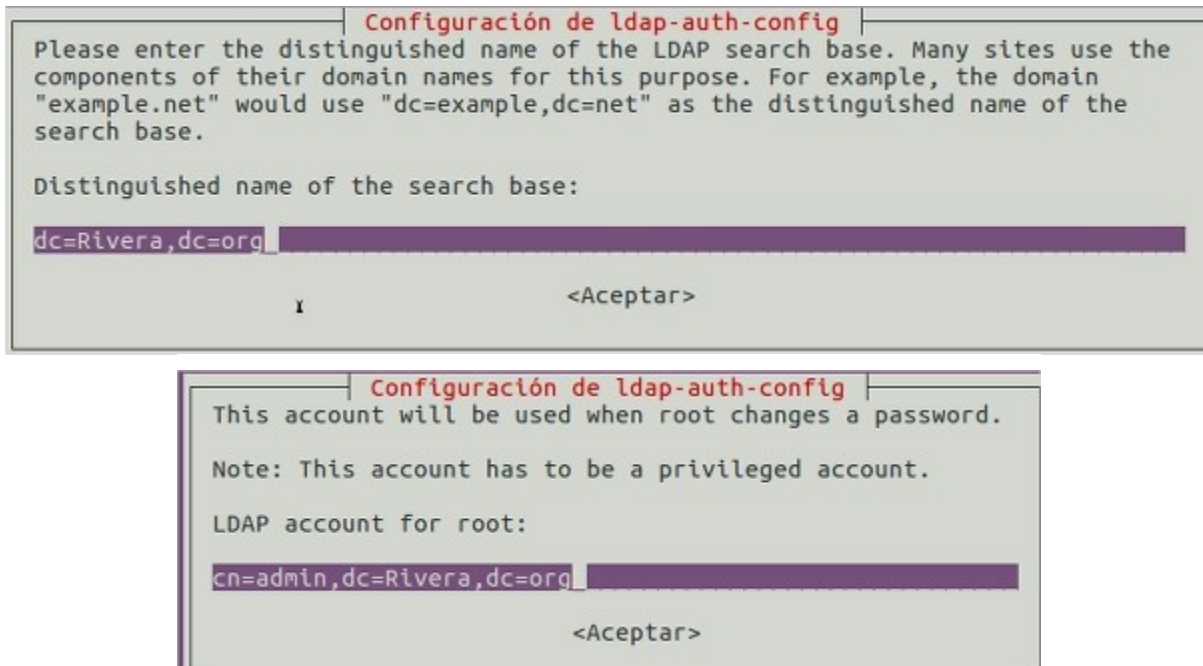 Configuración de ldap-auth-config
Please enter the distinguished name of the LDAP search base. Many sites use the
components of their domain names for this purpose. For example, the domain
"example.net" would use "dc=example,dc=net" as the distinguished name of the
search base.
Distinguished name of the search base:
dc=Rivera,dc=org
<Aceptar>
Configuración de ldap-auth-config
This account will be used when root changes a password.
Note: This account has to be a privileged account.
LDAP account for root:
cn=admin,dc=Rivera,dc=org
<Aceptar>